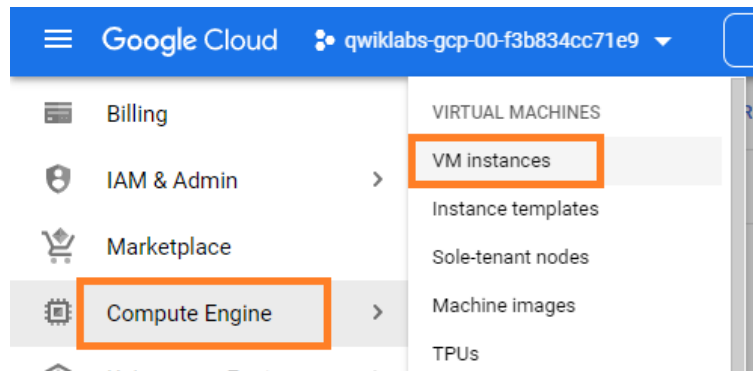 Google Cloud
qwiklabs-gcp-00-f3b834cc71e9
Billing
IAM & Admin
Marketplace
Compute Engine
VIRTUAL MACHINES
VM instances
Instance templates
Sole-tenant nodes
Machine images
TPUs